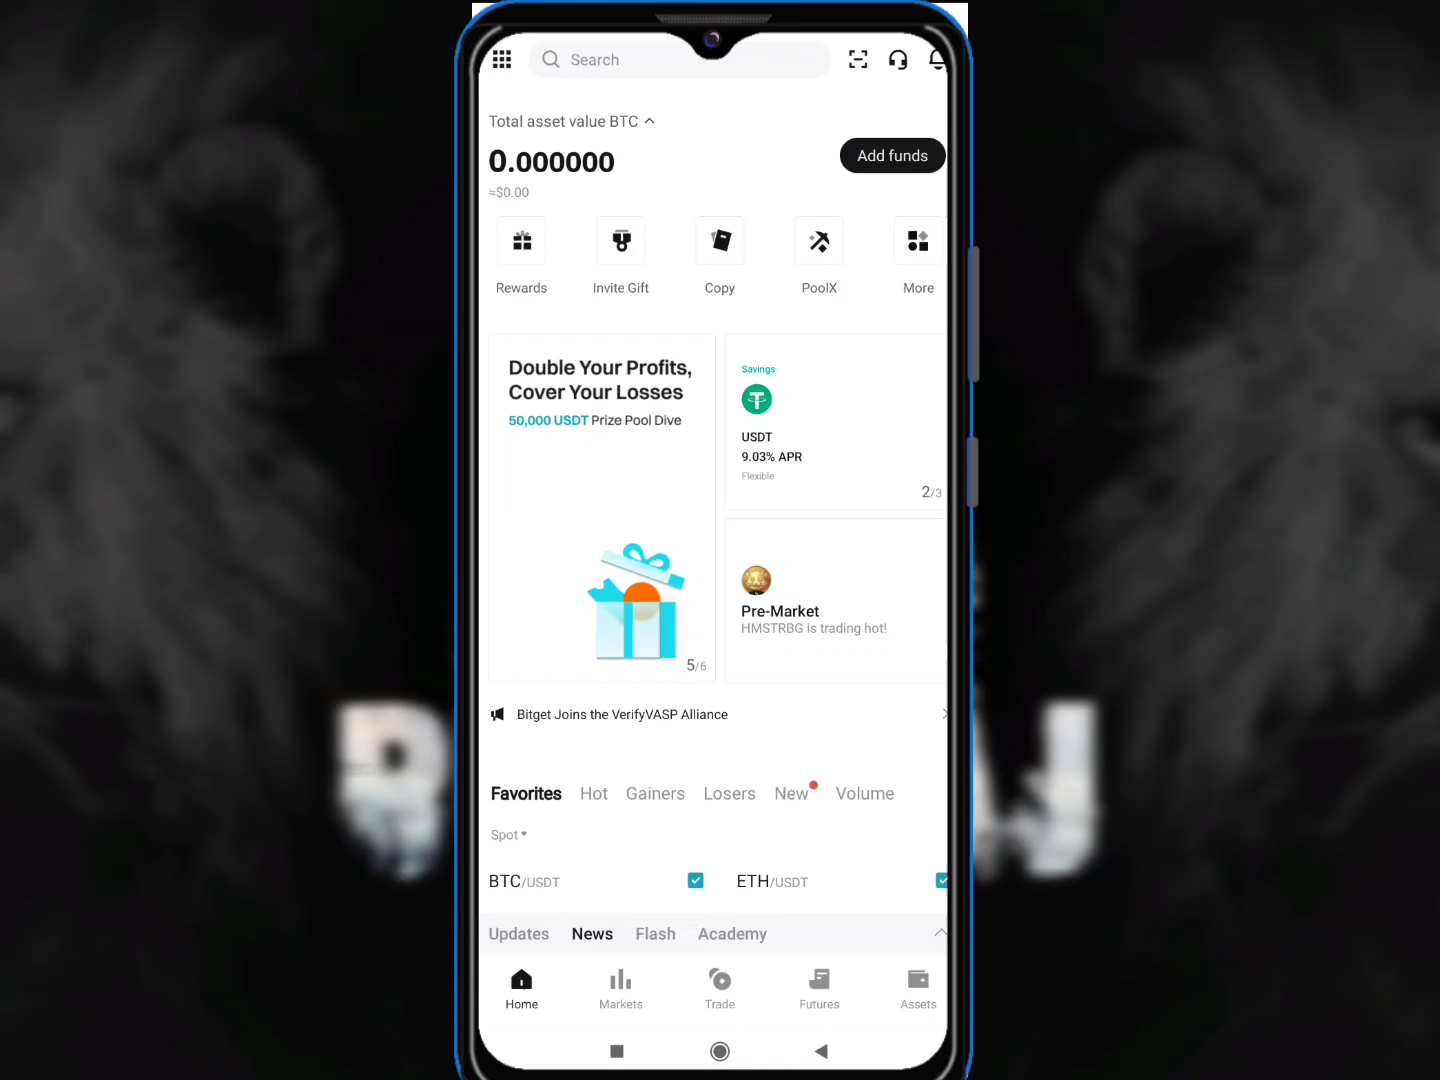 Search
Total asset value BTC
0.000000
Add funds
≈$0.00
Rewards
Invite Gift
Copy
PoolX
More
Double Your Profits,
Cover Your Losses
50,000 USDT Prize Pool Dive
5/6
Savings
USDT
9.03% APR
Flexible
2/3
Pre-Market
HMSTRBG is trading hot!
Bitget Joins the VerifyVASP Alliance
Favorites Hot Gainers Losers New Volume
Spot
BTC/USDT
ETH/USDT
Updates News Flash Academy
Home
Markets
Trade
Futures
Assets